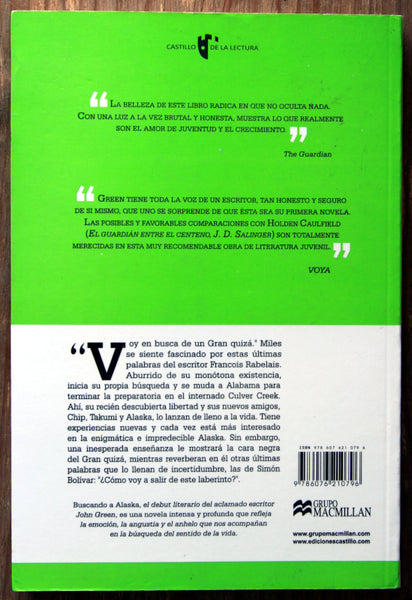 CASTILLO DE LA LECTURA
“La belleza de este libro radica en que no oculta nada.
Con una luz a la vez brutal y honesta, muestra lo que realmente
son el amor de juventud y el crecimiento.”
The Guardian
“Green tiene toda la voz de un escritor, tan honesto y seguro
de si mismo, que uno se sorprende de que ésta sea su primera novela.
Las posibles y favorables comparaciones con Holden Caulfield
(El guardián entre el centeno, J. D. Salinger) son totalmente
merecidas en esta muy recomendable obra de literatura juvenil.”
VOYA
“Voy en busca de un Gran quizá." Miles
se siente fascinado por estas últimas
palabras del escritor Francois Rabelais.
Aburrido de su monótona existencia,
inicia su propia búsqueda y se muda a Alabama para
terminar la preparatoria en el internado Culver Creek.
Ahí, su recién descubierta libertad y sus nuevos amigos,
Chip, Takumi y Alaska, lo lanzan de lleno a la vida. Tiene
experiencias nuevas y cada vez está más interesado
en la enigmática e impredecible Alaska. Sin embargo,
una inesperada enseñanza le mostrará la cara negra
del Gran quizá, mientras reverberan en él otras últimas
palabras que lo llenan de incertidumbre, las de Simón
Bolívar: "¿Cómo voy a salir de este laberinto?".
Buscando a Alaska, el debut literario del aclamado escritor
John Green, es una novela intensa y profunda que refleja
la emoción, la angustia y el anhelo que nos acompañan
en la búsqueda del sentido de la vida.
ISBN 978 607 621 079 6
9 786076 210796
GRUPO
MACMILLAN
www.grupomacmillan.com
www.edicionescastillo.com